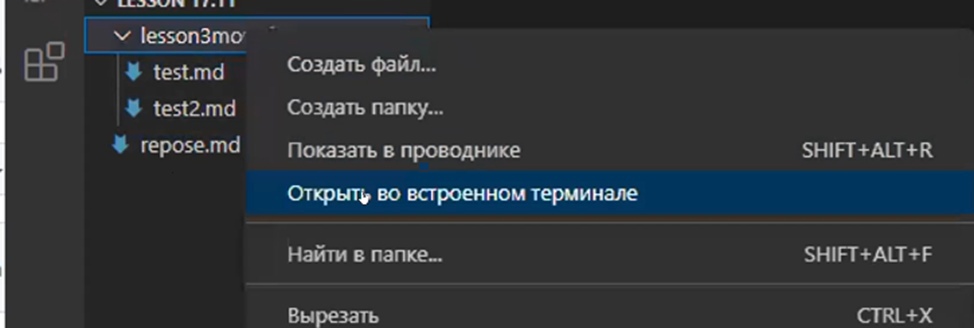 LESSON 17.11
lesson3mo
Создать файл...
test.md
Создать папку...
test2.md
Показать в проводнике SHIFT+ALT+R
repose.md
Открыть во встроенном терминале
Найти в папке... SHIFT+ALT+F
Вырезать CTRL+X